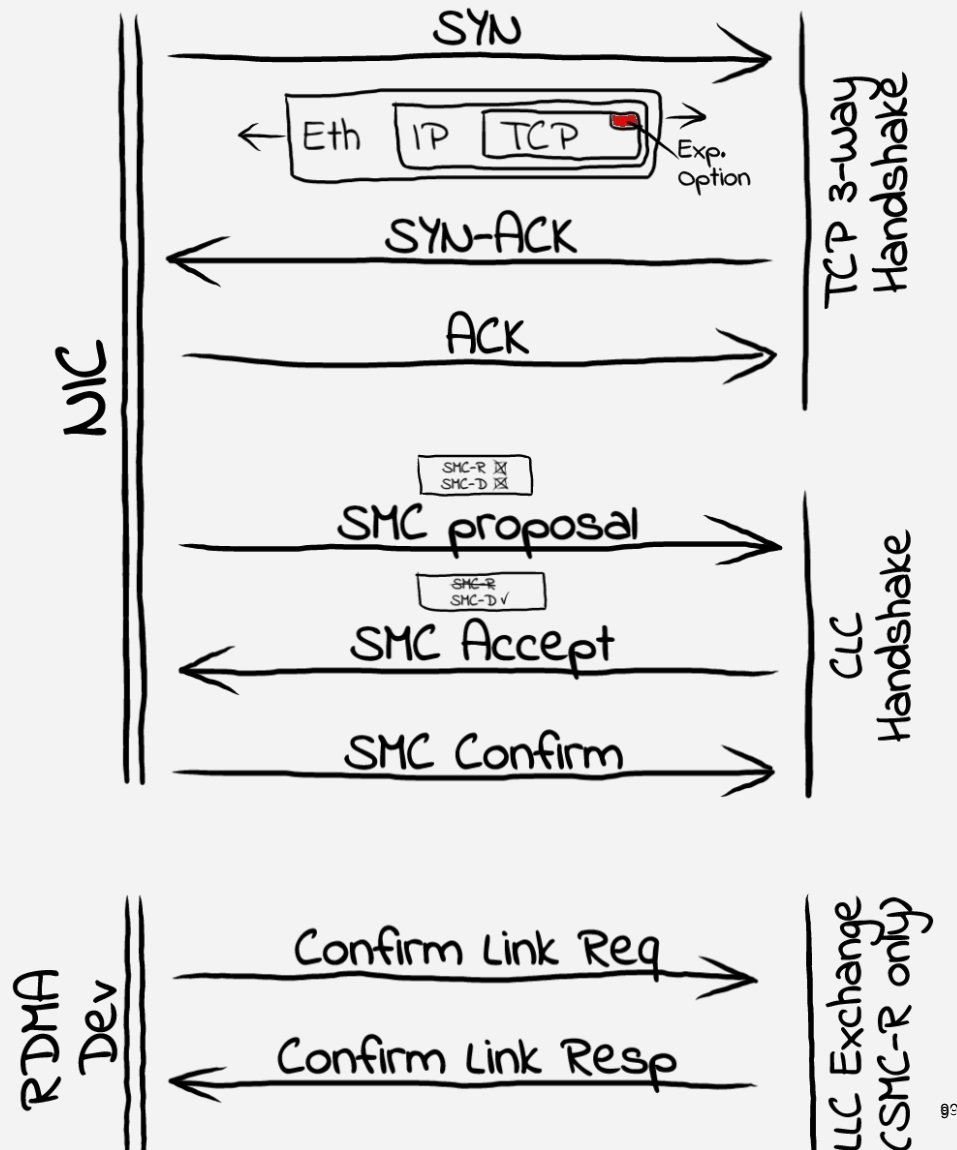 SYN
Eth IP TCP
Exp.
Option
SYN-ACK
ACK
TCP 3-way
Handshake
NIC
SMC-R
SMC-D
SMC proposal
SMC-R
SMC-D ✓
SMC Accept
SMC Confirm
CLC
Handshake
RDMA
Dev
Confirm Link Req
Confirm Link Resp
LLC Exchange
(SMC-R only)